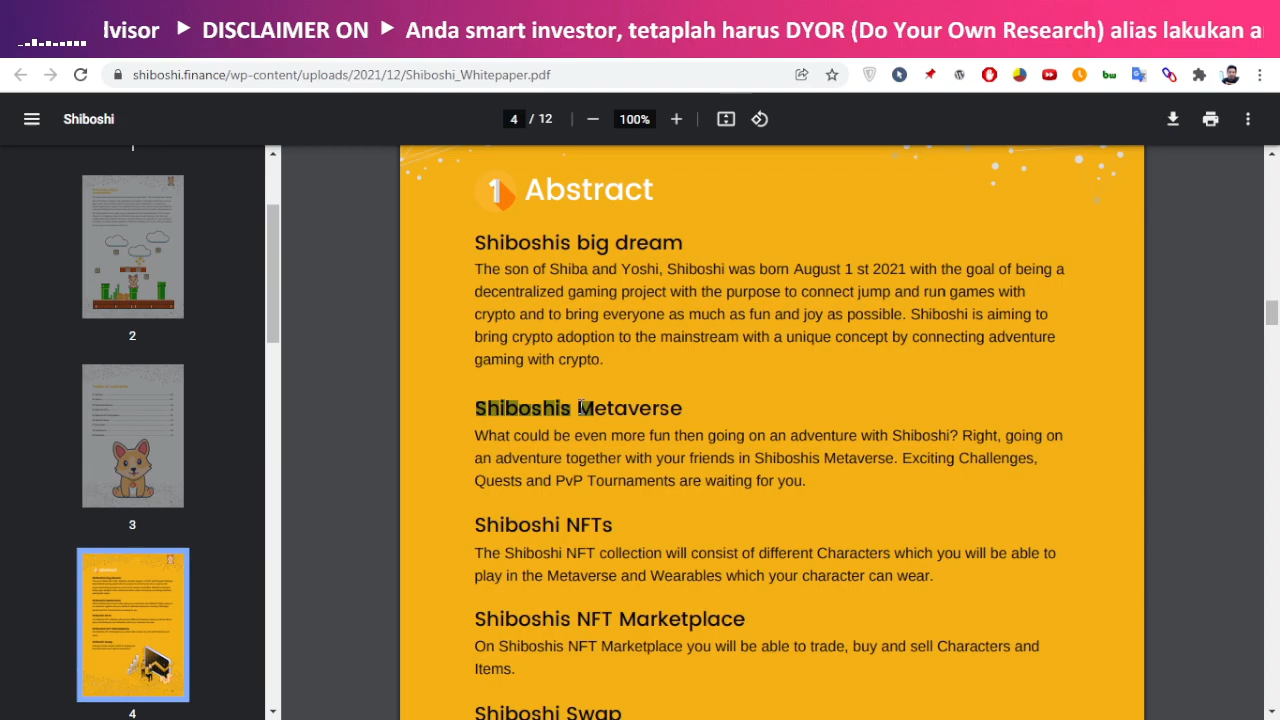 lvisor ▶ DISCLAIMER ON ▶ Anda smart investor, tetaplah harus DYOR (Do Your Own Research) alias lakukan a
shiboshi.finance/wp-content/uploads/2021/12/Shiboshi_Whitepaper.pdf
Shiboshi
4 / 12
100%
1
2
3
4
1 Abstract
Shiboshis big dream
The son of Shiba and Yoshi, Shiboshi was born August 1 st 2021 with the goal of being a
decentralized gaming project with the purpose to connect jump and run games with
crypto and to bring everyone as much as fun and joy as possible. Shiboshi is aiming to
bring crypto adoption to the mainstream with a unique concept by connecting adventure
gaming with crypto.
Shiboshis Metaverse
What could be even more fun then going on an adventure with Shiboshi? Right, going on
an adventure together with your friends in Shiboshis Metaverse. Exciting Challenges,
Quests and PvP Tournaments are waiting for you.
Shiboshi NFTs
The Shiboshi NFT collection will consist of different Characters which you will be able to
play in the Metaverse and Wearables which your character can wear.
Shiboshis NFT Marketplace
On Shiboshis NFT Marketplace you will be able to trade, buy and sell Characters and
Items.
Shiboshi Swap